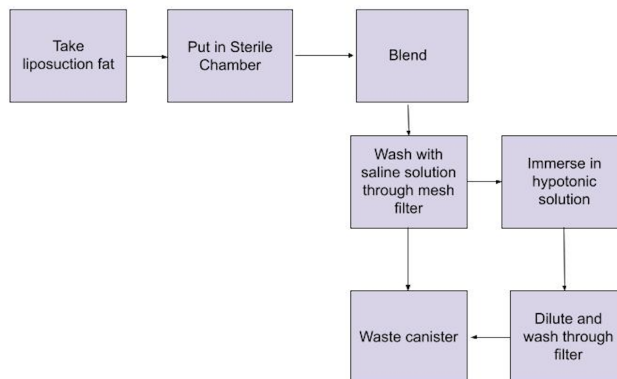 Take
liposuction fat
Put in Sterile
Chamber
Blend
Wash with
saline solution
through mesh
filter
Immerse in
hypotonic
solution
Waste canister
Dilute and
wash through
filter